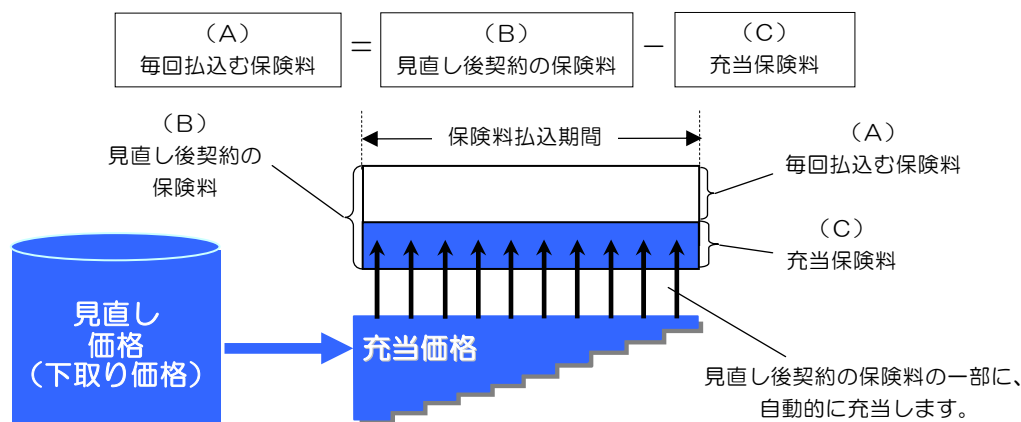 （A）
毎回払込む保険料
＝
（B）
見直し後契約の保険料
－
（C）
充当保険料
（B）
見直し後契約の
保険料
保険料払込期間
（A）
毎回払込む保険料
（C）
充当保険料
見直し
価格
（下取り価格）
充当価格
見直し後契約の保険料の一部に、
自動的に充当します。